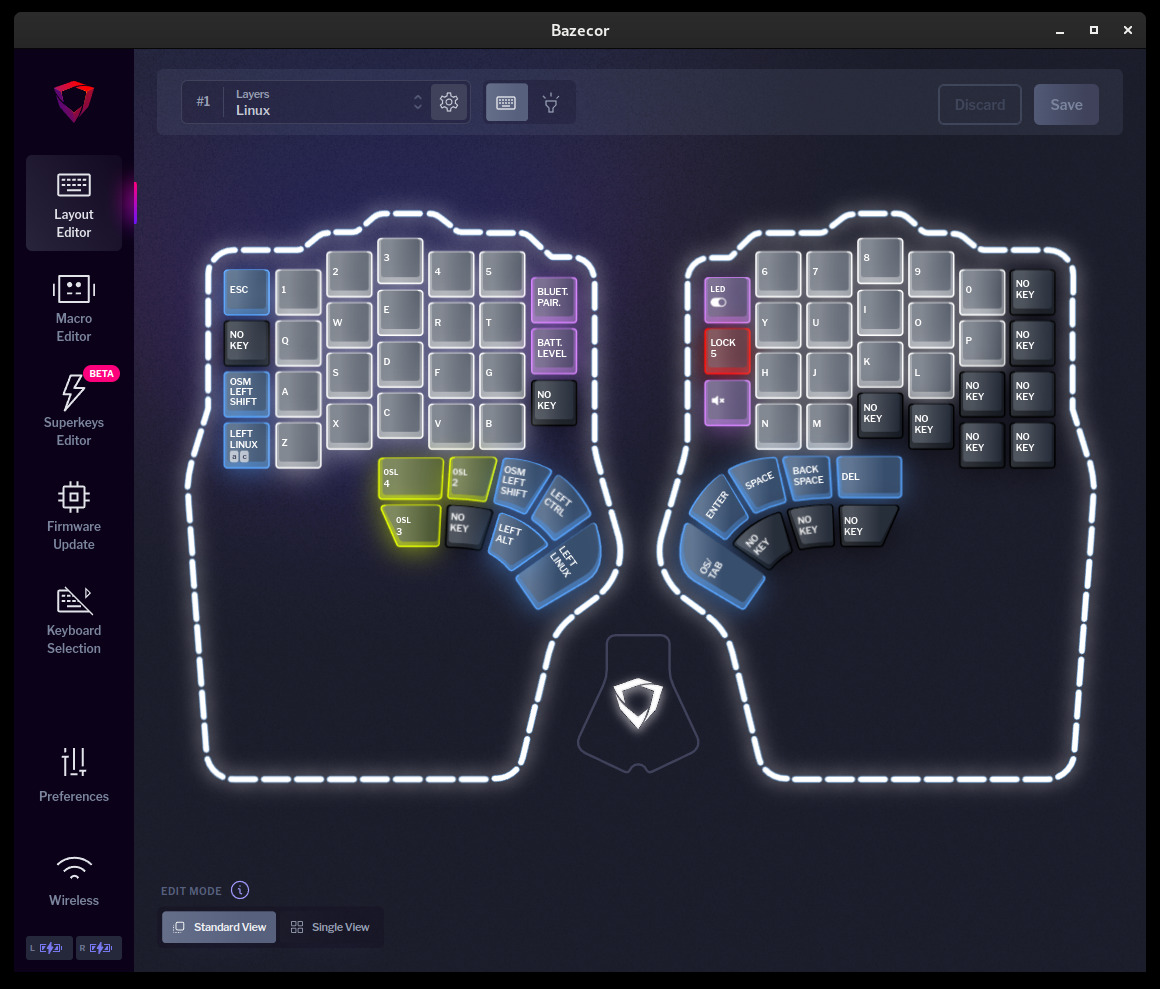 Bazecor
#1
Layers
Linux
Discard
Save
Layout
Editor
Macro
Editor
BETA
Superkeys
Editor
Firmware
Update
Keyboard
Selection
Preferences
Wireless
L
R
ESC
1
2
3
4
5
BLUET.
PAIR.
NO
KEY
Q
W
E
R
T
BATT.
LEVEL
OSM
LEFT
SHIFT
A
S
D
F
G
NO
KEY
LEFT
LINUX
a c
Z
X
C
V
B
OSL
4
OSL
2
OSM
LEFT
SHIFT
LEFT
CTRL
OSL
3
NO
KEY
LEFT
ALT
LEFT
LINUX
LED
6
7
8
9
0
NO
KEY
LOCK
5
Y
U
I
O
P
NO
KEY
H
J
K
L
NO
KEY
NO
KEY
N
M
NO
KEY
NO
KEY
NO
KEY
NO
KEY
ENTER
SPACE
BACK
SPACE
DEL
OS/
TAB
NO
KEY
NO
KEY
NO
KEY
EDIT MODE
Standard View
Single View